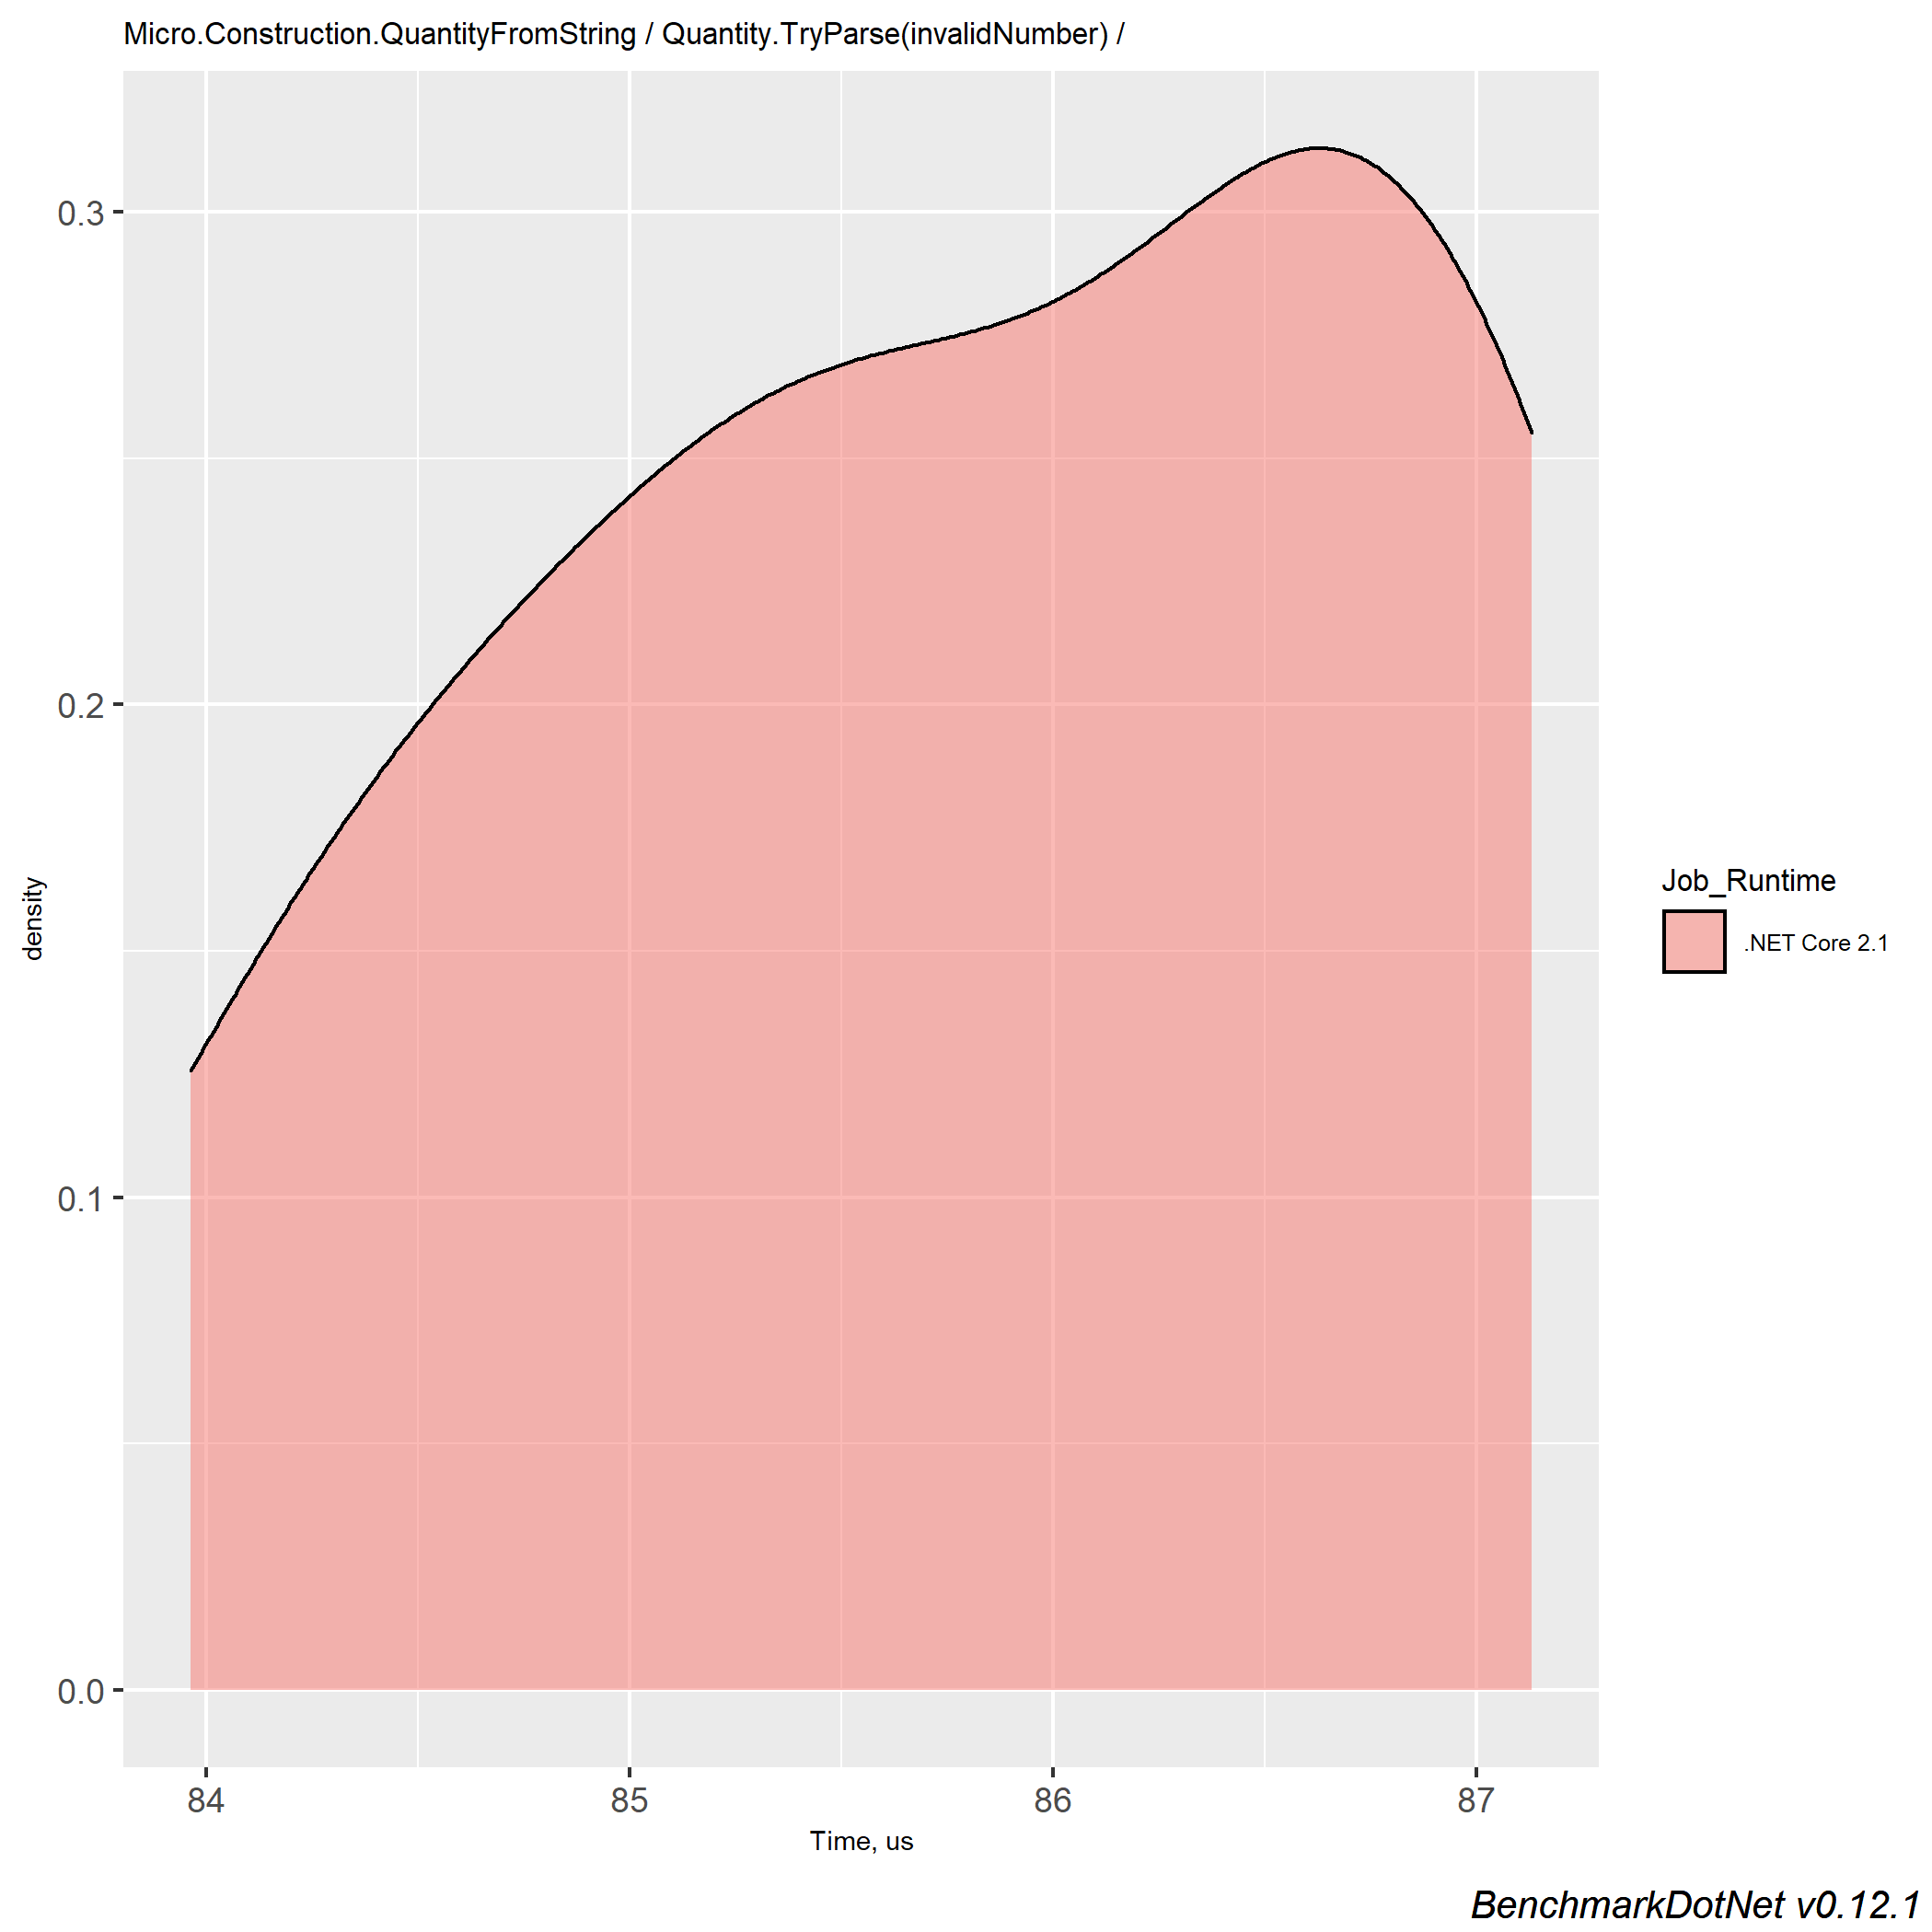 Micro.Construction.QuantityFromString / Quantity.TryParse(invalidNumber) /
0.3
0.2
0.1
0.0
density
84 85 86 87
Time, us
Job_Runtime
.NET Core 2.1
BenchmarkDotNet v0.12.1